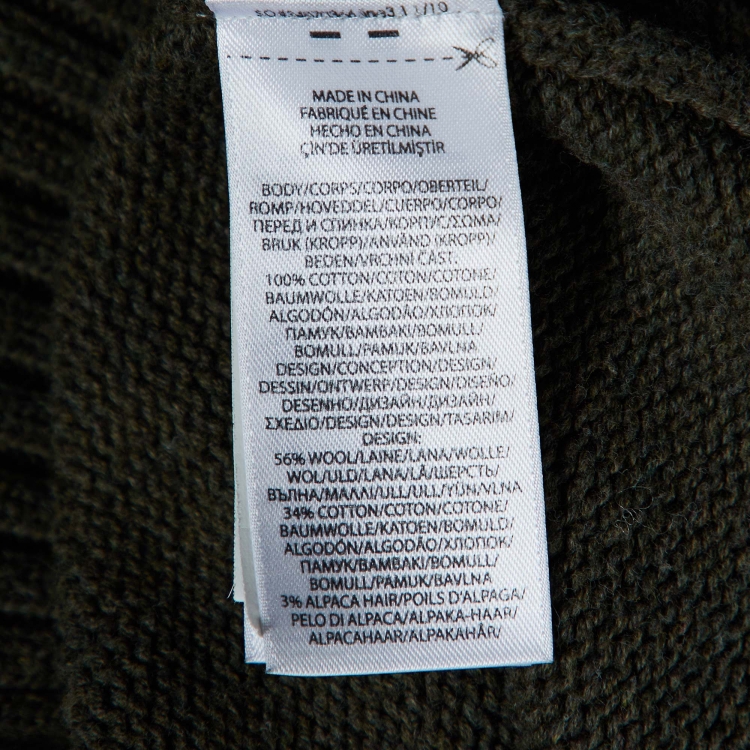 MADE IN CHINA
FABRIQUÉ EN CHINE
HECHO EN CHINA
ÇİN'DE ÜRETİLMİŞTİR
BODY/CORPS/CORPO/OBERTEIL/
ROMP/HOVEDDEL/CUERPO/CORPO/
ПЕРЕД И СПИНКА/КОРПУС/ΣΩΜΑ/
BRUK (KROPP)/ANVÄND (KROPP)/
BEDEN/VRCHNÍ ČÁST.
100% COTTON/COTON/COTONE/
BAUMWOLLE/KATOEN/BOMULD/
ALGODÓN/ALGODÃO/ХЛОПОК/
ПАМУК/ΒΑΜΒΑΚΙ/BOMULL/
BOMULL/PAMUK/BAVLNA
DESIGN/CONCEPTION/DESIGN/
DESSIN/ONTWERP/DESIGN/DISEÑO/
DESENHO/ДИЗАЙН/ДИЗАЙН/
ΣΧΕΔΙΟ/DESIGN/DESIGN/TASARIM/
DESIGN:
56% WOOL/LAINE/LANA/WOLLE/
WOL/ULD/LANA/LÃ/ШЕРСТЬ/
ВЪЛНА/ΜΑΛΛΙ/ULL/ULL/YÜN/VLNA
34% COTTON/COTON/COTONE/
BAUMWOLLE/KATOEN/BOMULD/
ALGODÓN/ALGODÃO/ХЛОПОК/
ПАМУК/ΒΑΜΒΑΚΙ/BOMULL/
BOMULL/PAMUK/BAVLNA
3% ALPACA HAIR/POILS D'ALPAGA/
PELO DI ALPACA/ALPAKA-HAAR/
ALPACAHAAR/ALPAKAHÅR/